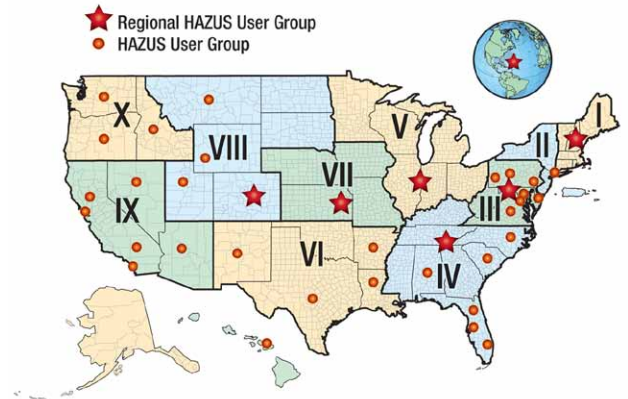 Regional HAZUS User Group
HAZUS User Group
I
X
V
II
VIII
VII
III
IX
VI
IV